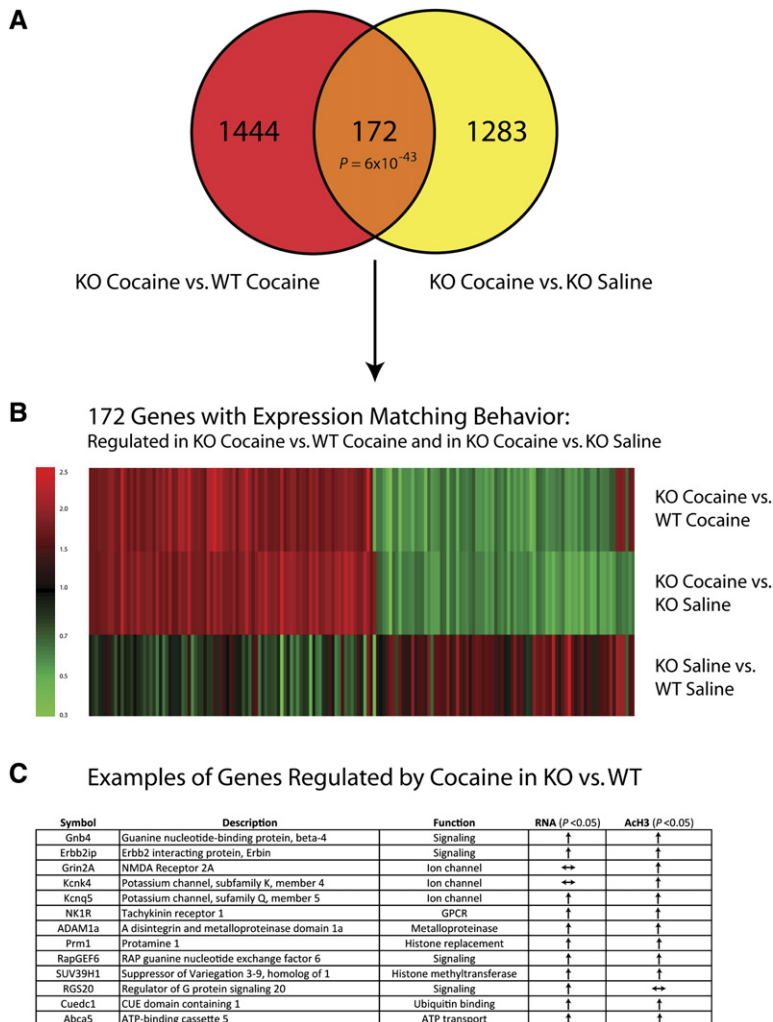 A
1444
172
1283
P = 6x10⁻⁴³
KO Cocaine vs. WT Cocaine
KO Cocaine vs. KO Saline
B
172 Genes with Expression Matching Behavior:
Regulated in KO Cocaine vs. WT Cocaine and in KO Cocaine vs. KO Saline
2.5
2.0
1.5
1.0
0.7
0.5
0.3
KO Cocaine vs.
WT Cocaine
KO Cocaine vs.
KO Saline
KO Saline vs.
WT Saline
C
Examples of Genes Regulated by Cocaine in KO vs. WT
Symbol Description Function RNA (P<0.05) AcH3 (P<0.05)
Gnb4 Guanine nucleotide-binding protein, beta-4 Signaling ↑ ↑
Erbb2ip Erbb2 interacting protein, Erbin Signaling ↑ ↑
Grin2A NMDA Receptor 2A Ion channel ↔ ↑
Kcnk4 Potassium channel, subfamily K, member 4 Ion channel ↔ ↑
Kcnq5 Potassium channel, sufamily Q, member 5 Ion channel ↑ ↑
NK1R Tachykinin receptor 1 GPCR ↑ ↑
ADAM1a A disintegrin and metalloproteinase domain 1a Metalloproteinase ↑ ↑
Prm1 Protamine 1 Histone replacement ↑ ↑
RapGEF6 RAP guanine nucleotide exchange factor 6 Signaling ↑ ↑
SUV39H1 Suppressor of Variegation 3-9, homolog of 1 Histone methyltransferase ↑ ↑
RGS20 Regulator of G protein signaling 20 Signaling ↑ ↔
Cuedc1 CUE domain containing 1 Ubiquitin binding ↑ ↑
Abca5 ATP-binding cassette 5 ATP transport ↑ ↑